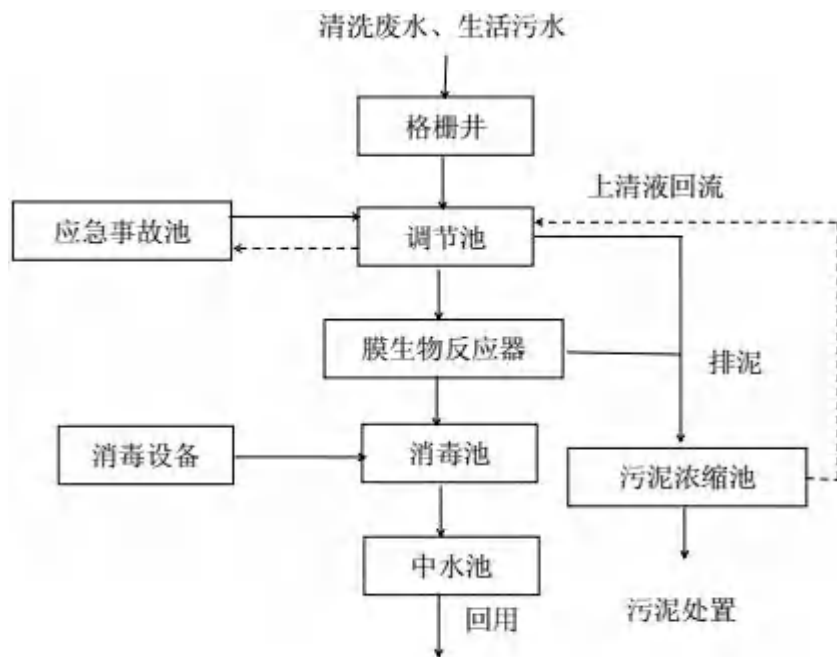 清洗废水、生活污水
格栅井
上清液回流
应急事故池
调节池
膜生物反应器
排泥
消毒设备
消毒池
污泥浓缩池
中水池
回用
污泥处置